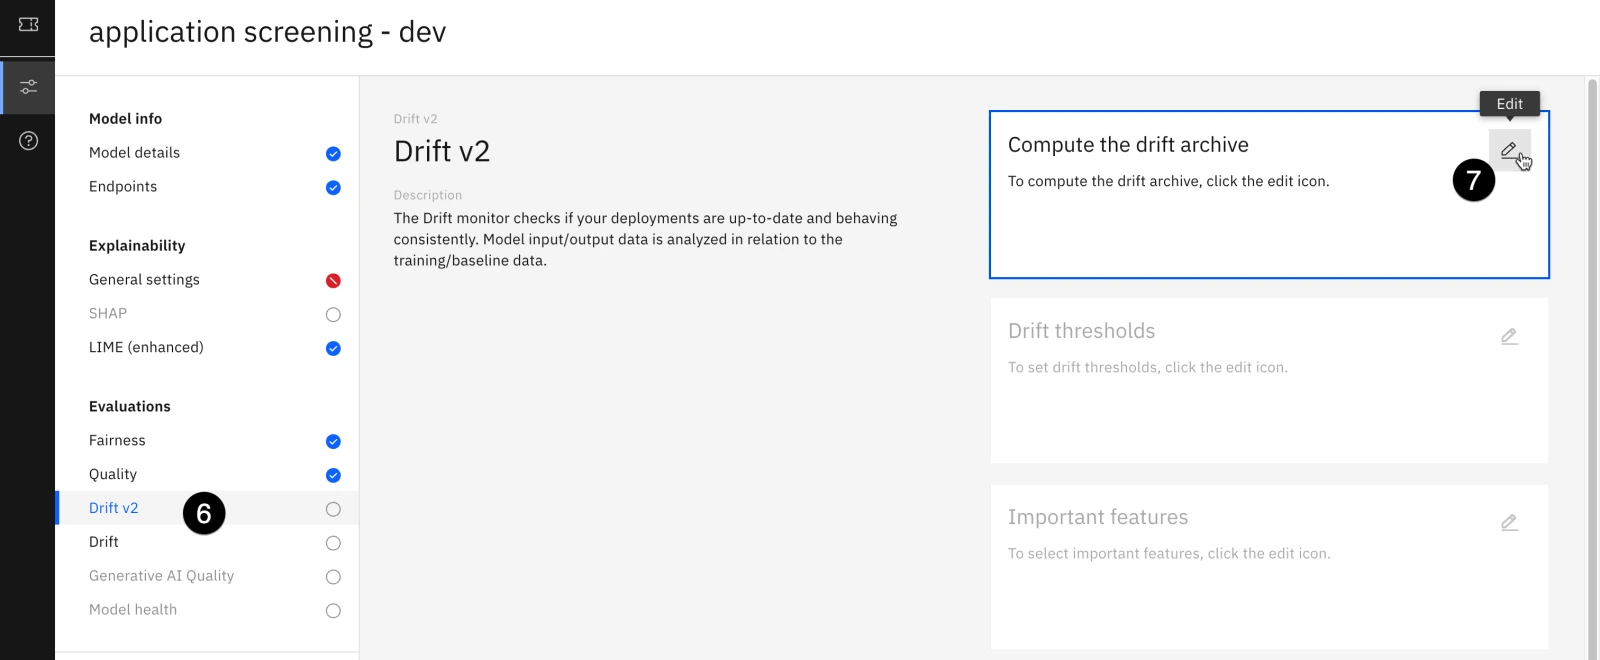 application screening - dev
Model info
Model details
Endpoints
Explainability
General settings
SHAP
LIME (enhanced)
Evaluations
Fairness
Quality
Drift v2
6
Drift
Generative AI Quality
Model health
Drift v2
Drift v2
Description
The Drift monitor checks if your deployments are up-to-date and behaving
consistently. Model input/output data is analyzed in relation to the
training/baseline data.
Edit
Compute the drift archive
7
To compute the drift archive, click the edit icon.
Drift thresholds
To set drift thresholds, click the edit icon.
Important features
To select important features, click the edit icon.